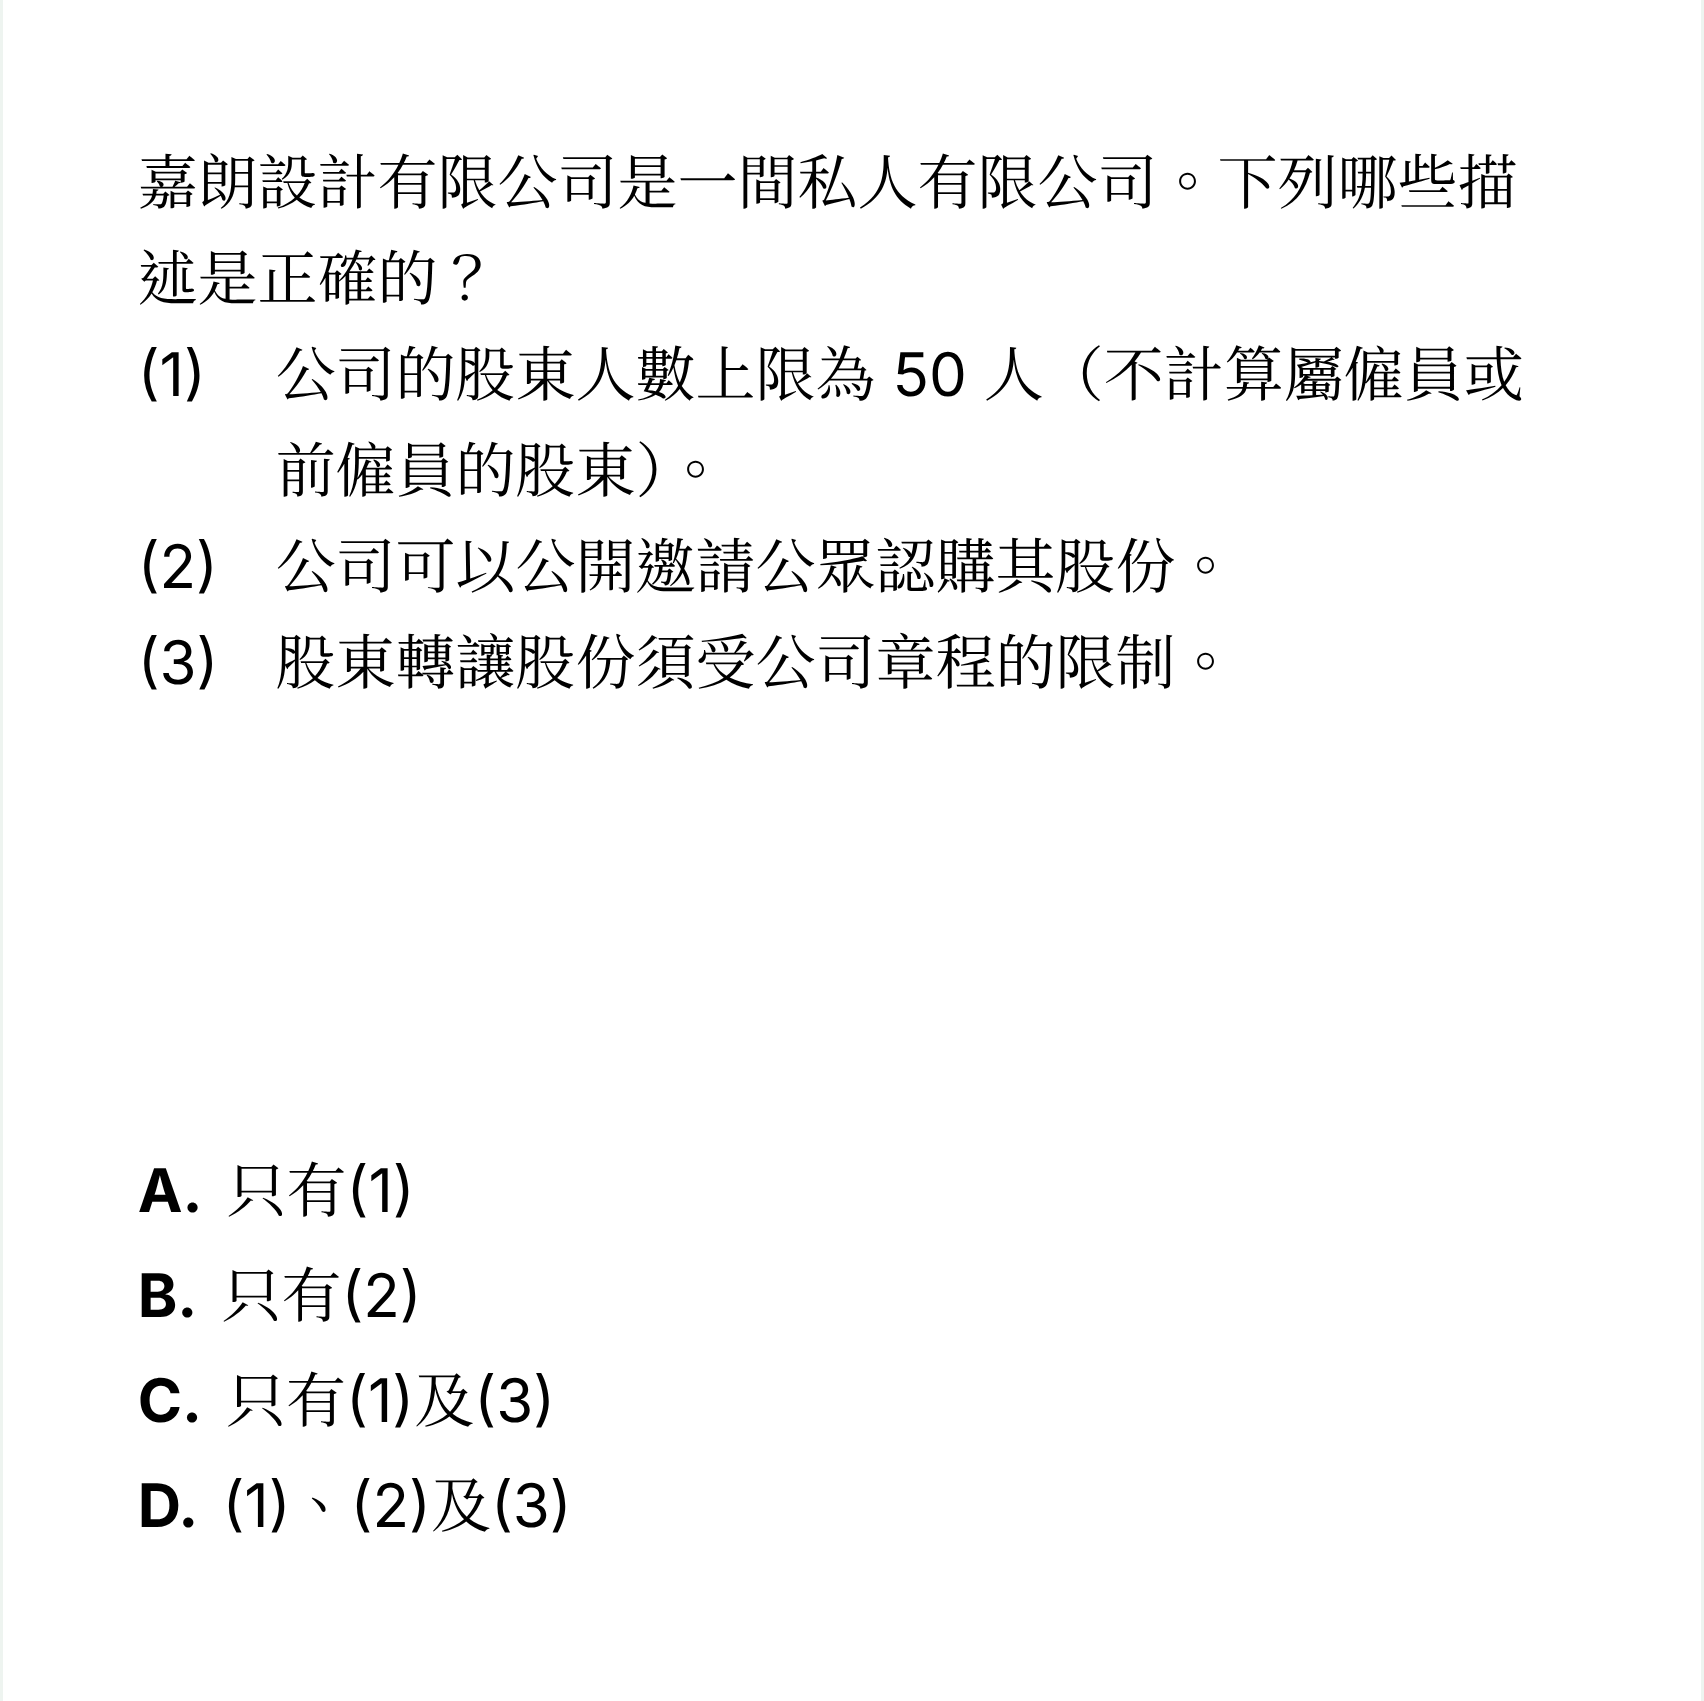 嘉朗設計有限公司是一間私人有限公司。下列哪些描
述是正確的？
(1) 公司的股東人數上限為 50 人（不計算屬僱員或
前僱員的股東）。
(2) 公司可以公開邀請公眾認購其股份。
(3) 股東轉讓股份須受公司章程的限制。
A. 只有(1)
B. 只有(2)
C. 只有(1)及(3)
D. (1)、(2)及(3)